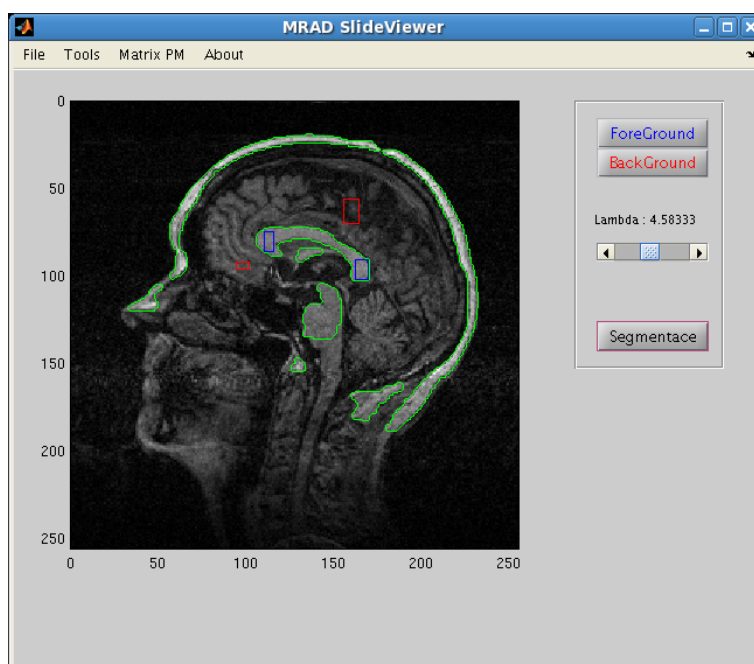 MRAD SlideViewer
File Tools Matrix PM About
ForeGround
BackGround
Lambda : 4.58333
Segmentace
0
50
100
150
200
250
0 50 100 150 200 250